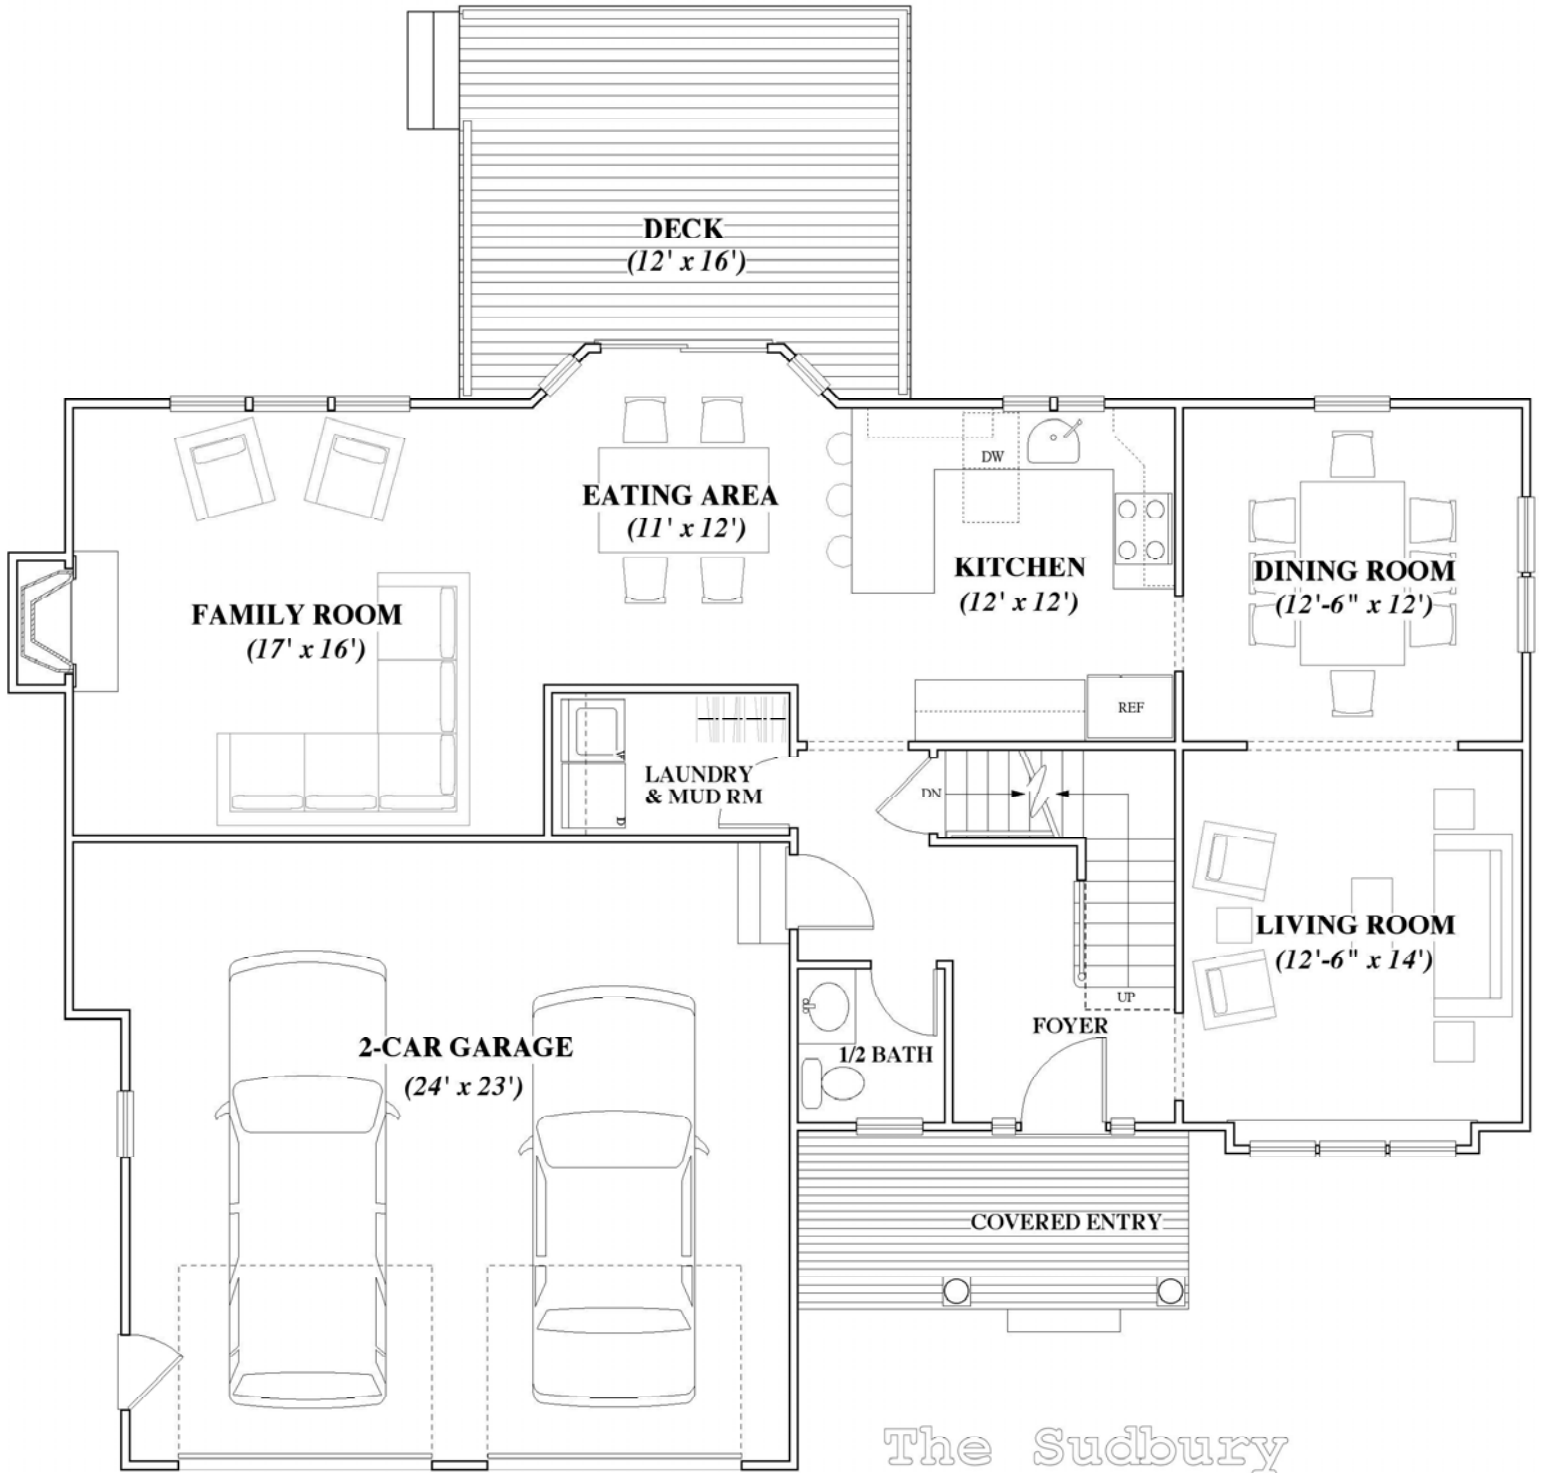 DECK
(12' x 16')
EATING AREA
(11' x 12')
DW
KITCHEN
(12' x 12')
DINING ROOM
(12'-6" x 12')
FAMILY ROOM
(17' x 16')
REF
W
LAUNDRY
& MUD RM
D
DN
LIVING ROOM
(12'-6" x 14')
UP
FOYER
1/2 BATH
2-CAR GARAGE
(24' x 23')
COVERED ENTRY
The Sudbury